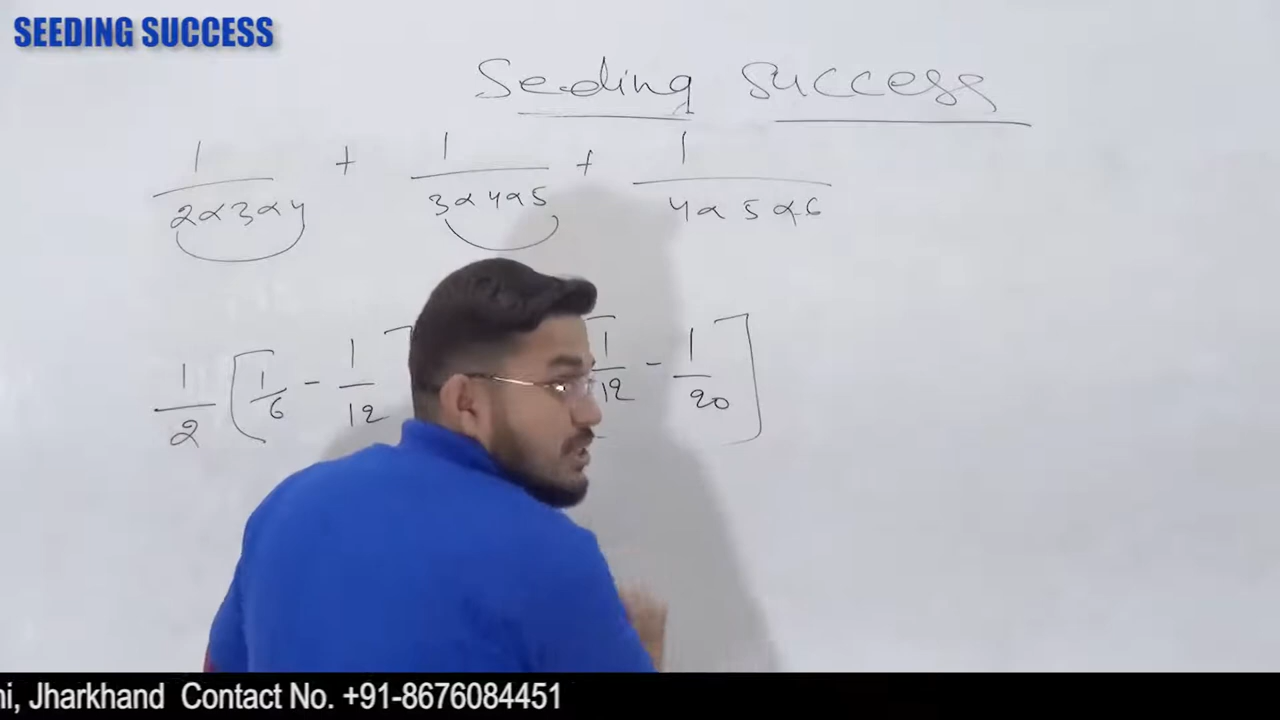 SEEDING SUCCESS
Seeding Success
1/(2×3×4) + 1/(3×4×5) + 1/(4×5×6)
1/2 [1/6 - 1/12] [1/12 - 1/20]
hi, Jharkhand Contact No. +91-8676084451